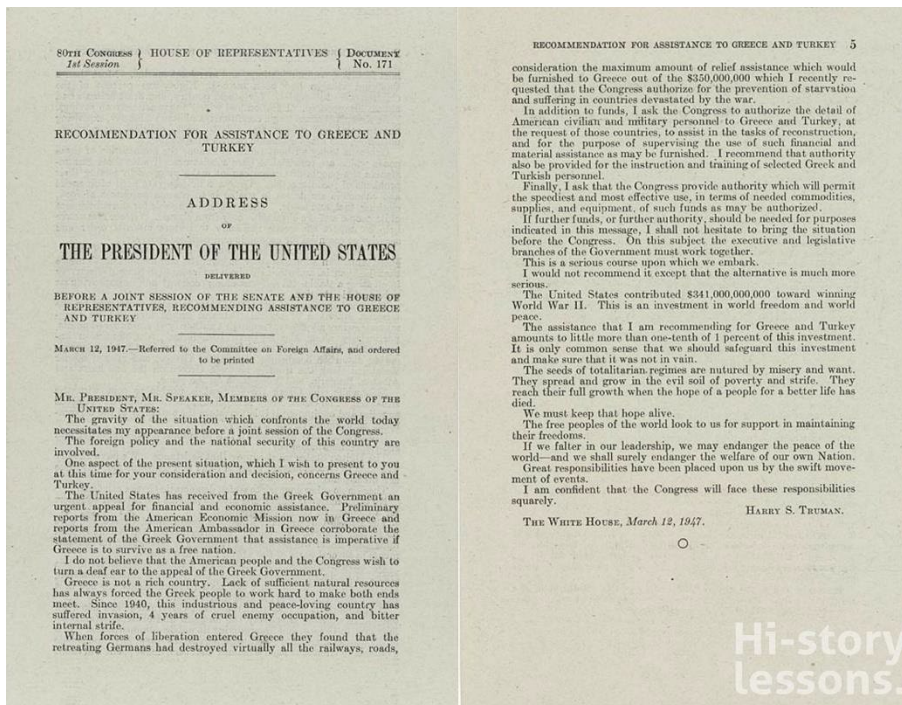 80TH CONGRESS } HOUSE OF REPRESENTATIVES { DOCUMENT
1st Session } { No. 171
RECOMMENDATION FOR ASSISTANCE TO GREECE AND
TURKEY
ADDRESS
OF
THE PRESIDENT OF THE UNITED STATES
DELIVERED
BEFORE A JOINT SESSION OF THE SENATE AND THE HOUSE OF
REPRESENTATIVES, RECOMMENDING ASSISTANCE TO GREECE
AND TURKEY
MARCH 12, 1947.—Referred to the Committee on Foreign Affairs, and ordered
to be printed
MR. PRESIDENT, MR. SPEAKER, MEMBERS OF THE CONGRESS OF THE
UNITED STATES:
The gravity of the situation which confronts the world today
necessitates my appearance before a joint session of the Congress.
The foreign policy and the national security of this country are
involved.
One aspect of the present situation, which I wish to present to you
at this time for your consideration and decision, concerns Greece and
Turkey.
The United States has received from the Greek Government an
urgent appeal for financial and economic assistance. Preliminary
reports from the American Economic Mission now in Greece and
reports from the American Ambassador in Greece corroborate the
statement of the Greek Government that assistance is imperative if
Greece is to survive as a free nation.
I do not believe that the American people and the Congress wish to
turn a deaf ear to the appeal of the Greek Government.
Greece is not a rich country. Lack of sufficient natural resources
has always forced the Greek people to work hard to make both ends
meet. Since 1940, this industrious and peace-loving country has
suffered invasion, 4 years of cruel enemy occupation, and bitter
internal strife.
When forces of liberation entered Greece they found that the
retreating Germans had destroyed virtually all the railways, roads,
RECOMMENDATION FOR ASSISTANCE TO GREECE AND TURKEY 5
consideration the maximum amount of relief assistance which would
be furnished to Greece out of the $350,000,000 which I recently re-
quested that the Congress authorize for the prevention of starvation
and suffering in countries devastated by the war.
In addition to funds, I ask the Congress to authorize the detail of
American civilian and military personnel to Greece and Turkey, at
the request of those countries, to assist in the tasks of reconstruction,
and for the purpose of supervising the use of such financial and
material assistance as may be furnished. I recommend that authority
also be provided for the instruction and training of selected Greek and
Turkish personnel.
Finally, I ask that the Congress provide authority which will permit
the speediest and most effective use, in terms of needed commodities,
supplies, and equipment, of such funds as may be authorized.
If further funds, or further authority, should be needed for purposes
indicated in this message, I shall not hesitate to bring the situation
before the Congress. On this subject the executive and legislative
branches of the Government must work together.
This is a serious course upon which we embark.
I would not recommend it except that the alternative is much more
serious.
The United States contributed $341,000,000,000 toward winning
World War II. This is an investment in world freedom and world
peace.
The assistance that I am recommending for Greece and Turkey
amounts to little more than one-tenth of 1 percent of this investment.
It is only common sense that we should safeguard this investment
and make sure that it was not in vain.
The seeds of totalitarian regimes are nutured by misery and want.
They spread and grow in the evil soil of poverty and strife. They
reach their full growth when the hope of a people for a better life has
died.
We must keep that hope alive.
The free peoples of the world look to us for support in maintaining
their freedoms.
If we falter in our leadership, we may endanger the peace of the
world—and we shall surely endanger the welfare of our own Nation.
Great responsibilities have been placed upon us by the swift move-
ment of events.
I am confident that the Congress will face these responsibilities
squarely.
HARRY S. TRUMAN.
THE WHITE HOUSE, March 12, 1947.
Hi-story
lessons.